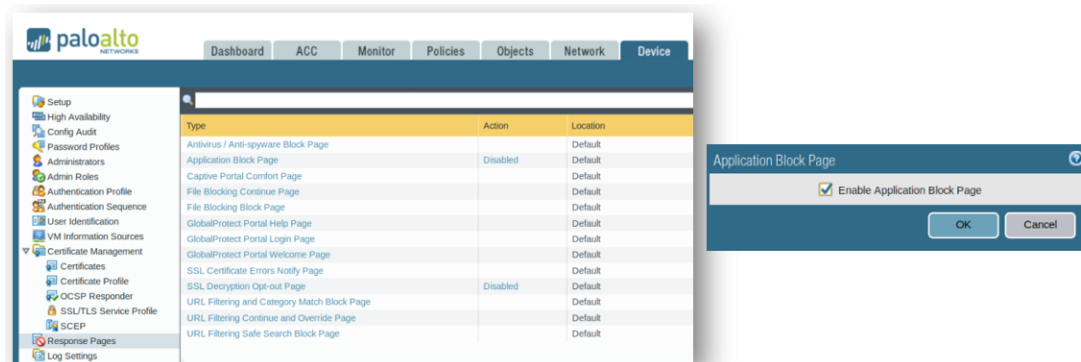 paloalto
NETWORKS
Dashboard ACC Monitor Policies Objects Network Device
Setup
High Availability
Config Audit
Password Profiles
Administrators
Admin Roles
Authentication Profile
Authentication Sequence
User Identification
VM Information Sources
Certificate Management
Certificates
Certificate Profile
OCSP Responder
SSL/TLS Service Profile
SCEP
Response Pages
Log Settings
Type Action Location
Antivirus / Anti-spyware Block Page Default
Application Block Page Disabled Default
Captive Portal Comfort Page Default
File Blocking Continue Page Default
File Blocking Block Page Default
GlobalProtect Portal Help Page Default
GlobalProtect Portal Login Page Default
GlobalProtect Portal Welcome Page Default
SSL Certificate Errors Notify Page Default
SSL Decryption Opt-out Page Disabled Default
URL Filtering and Category Match Block Page Default
URL Filtering Continue and Override Page Default
URL Filtering Safe Search Block Page Default
Application Block Page ?
Enable Application Block Page
OK Cancel